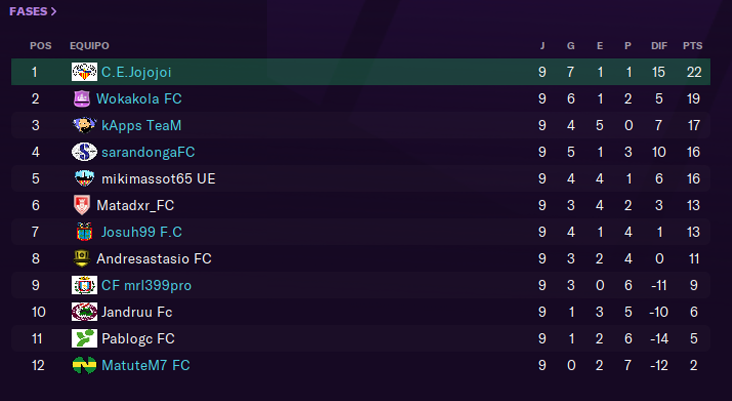 FASES >
POS EQUIPO J G E P DIF PTS
1 C.E.Jojojoi 9 7 1 1 15 22
2 Wokakola FC 9 6 1 2 5 19
3 kApps TeaM 9 4 5 0 7 17
4 sarandongaFC 9 5 1 3 10 16
5 mikimassot65 UE 9 4 4 1 6 16
6 Matadxr_FC 9 3 4 2 3 13
7 Josuh99 F.C 9 4 1 4 1 13
8 Andresastasio FC 9 3 2 4 0 11
9 CF mrl399pro 9 3 0 6 -11 9
10 Jandruu Fc 9 1 3 5 -10 6
11 Pablogc FC 9 1 2 6 -14 5
12 MatuteM7 FC 9 0 2 7 -12 2